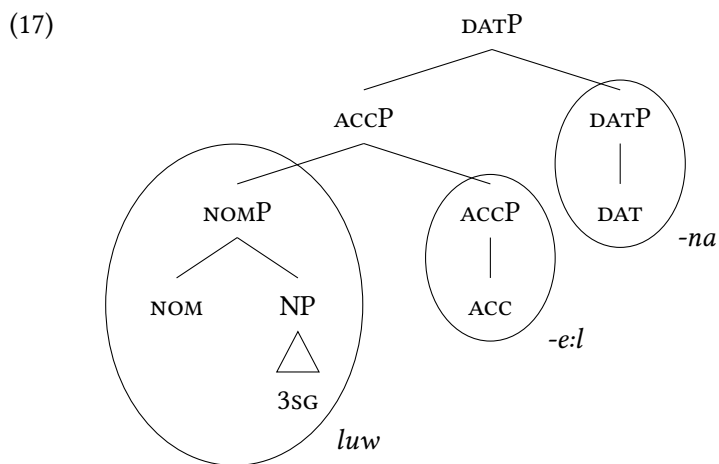 (17)
DATP
ACCP
DATP
NOMP
ACCP
DAT
-na
NOM
NP
ACC
-e:l
3SG
luw